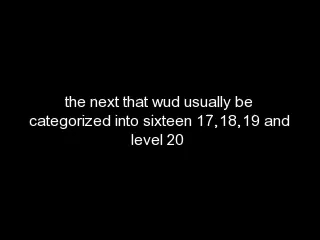 the next that wud usually be
categorized into sixteen 17,18,19 and
level 20